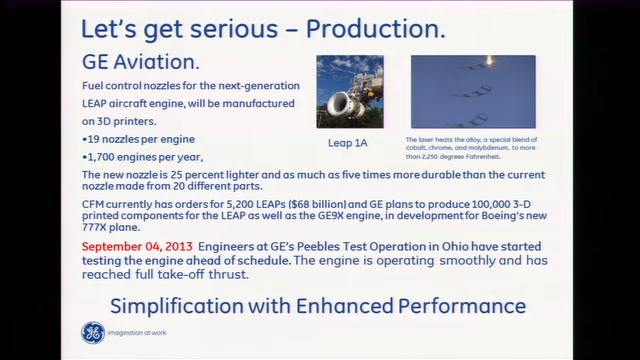 Let's get serious – Production.
GE Aviation.
Fuel control nozzles for the next-generation
LEAP aircraft engine, will be manufactured
on 3D printers.
•19 nozzles per engine
•1,700 engines per year,
Leap 1A
The laser heats the alloy, a special blend of
cobalt, chrome, and molybdenum, to more
than 2,250 degrees Fahrenheit.
The new nozzle is 25 percent lighter and as much as five times more durable than the current
nozzle made from 20 different parts.
CFM currently has orders for 5,200 LEAPs ($68 billion) and GE plans to produce 100,000 3-D
printed components for the LEAP as well as the GE9X engine, in development for Boeing's new
777X plane.
September 04, 2013 Engineers at GE's Peebles Test Operation in Ohio have started
testing the engine ahead of schedule. The engine is operating smoothly and has
reached full take-off thrust.
Simplification with Enhanced Performance
GE imagination at work